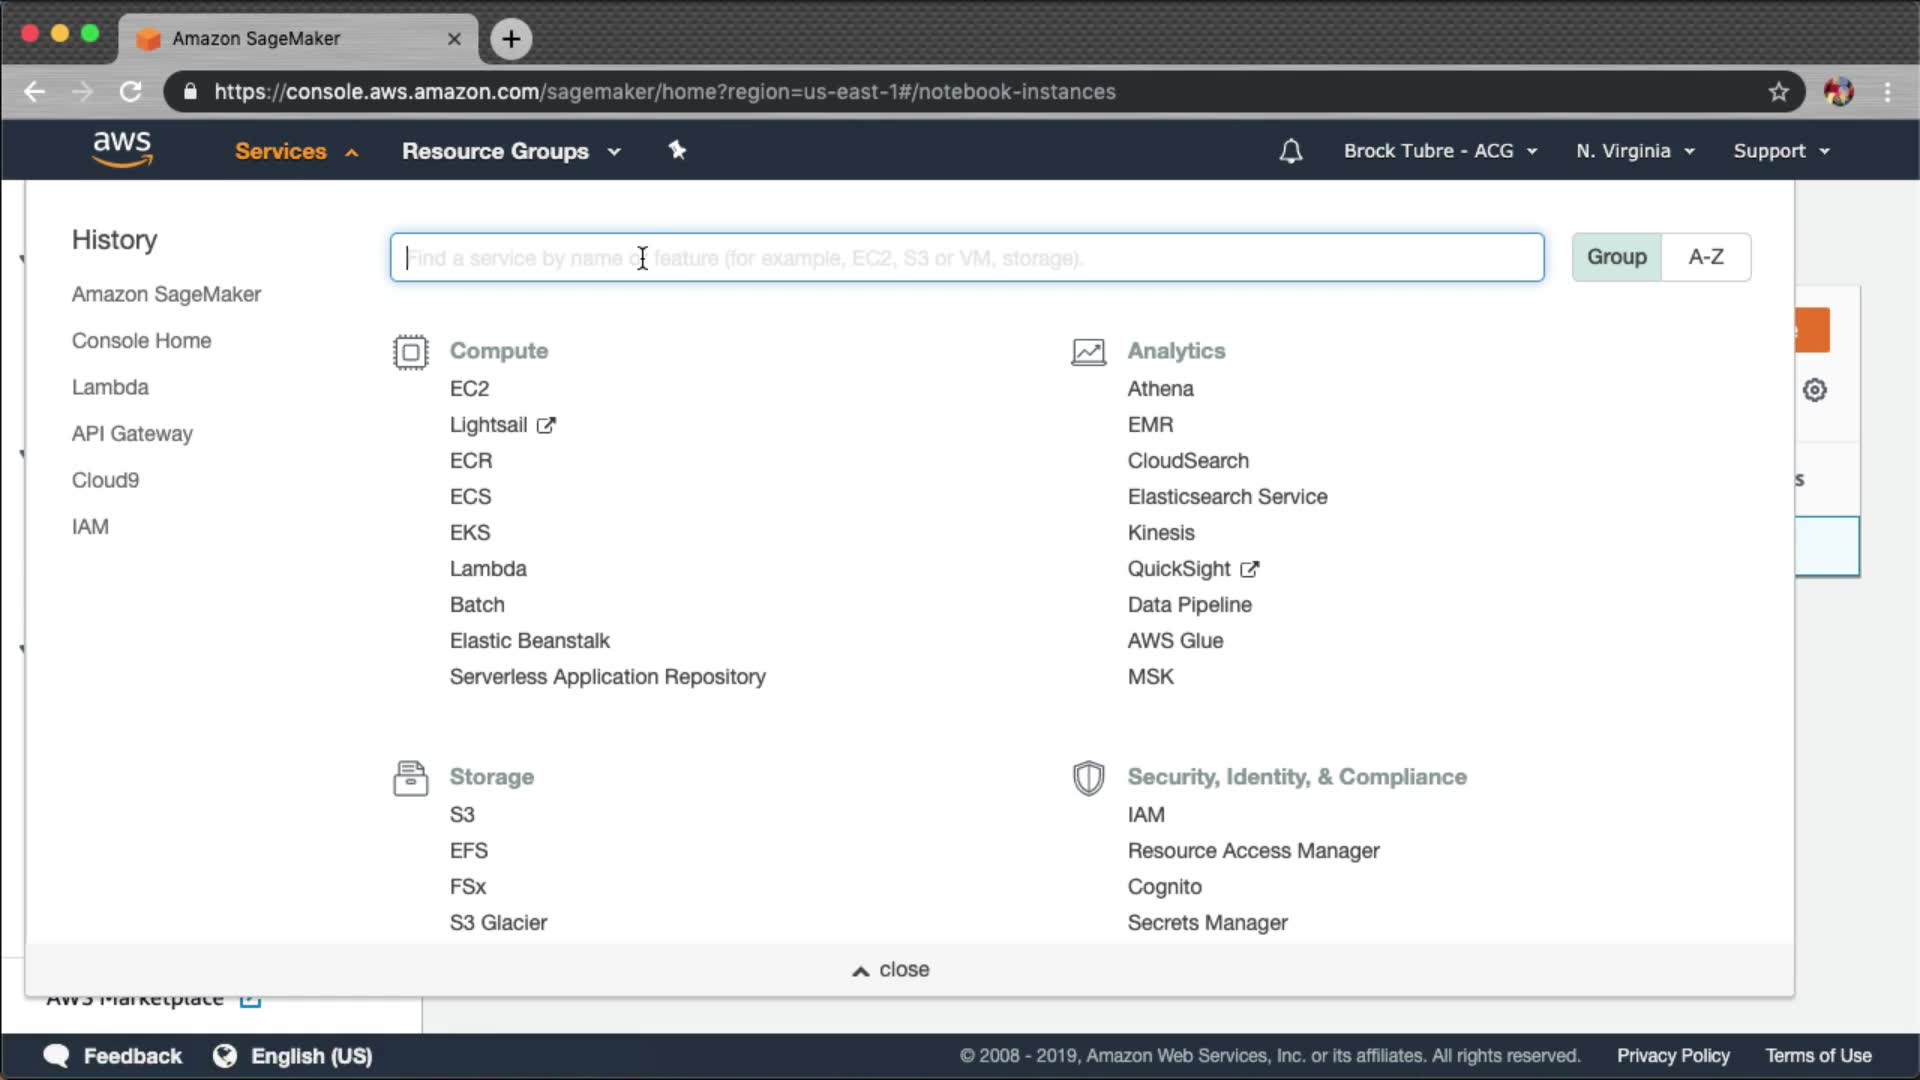 Amazon SageMaker
https://console.aws.amazon.com/sagemaker/home?region=us-east-1#/notebook-instances
aws Services Resource Groups Brock Tubre - ACG N. Virginia Support
History
Find a service by name or feature (for example, EC2, S3 or VM, storage).
Group A-Z
Amazon SageMaker
Console Home
Lambda
API Gateway
Cloud9
IAM
Compute
EC2
Lightsail
ECR
ECS
EKS
Lambda
Batch
Elastic Beanstalk
Serverless Application Repository
Analytics
Athena
EMR
CloudSearch
Elasticsearch Service
Kinesis
QuickSight
Data Pipeline
AWS Glue
MSK
Storage
S3
EFS
FSx
S3 Glacier
Security, Identity, & Compliance
IAM
Resource Access Manager
Cognito
Secrets Manager
close
AWS Marketplace
Feedback English (US) © 2008 - 2019, Amazon Web Services, Inc. or its affiliates. All rights reserved. Privacy Policy Terms of Use